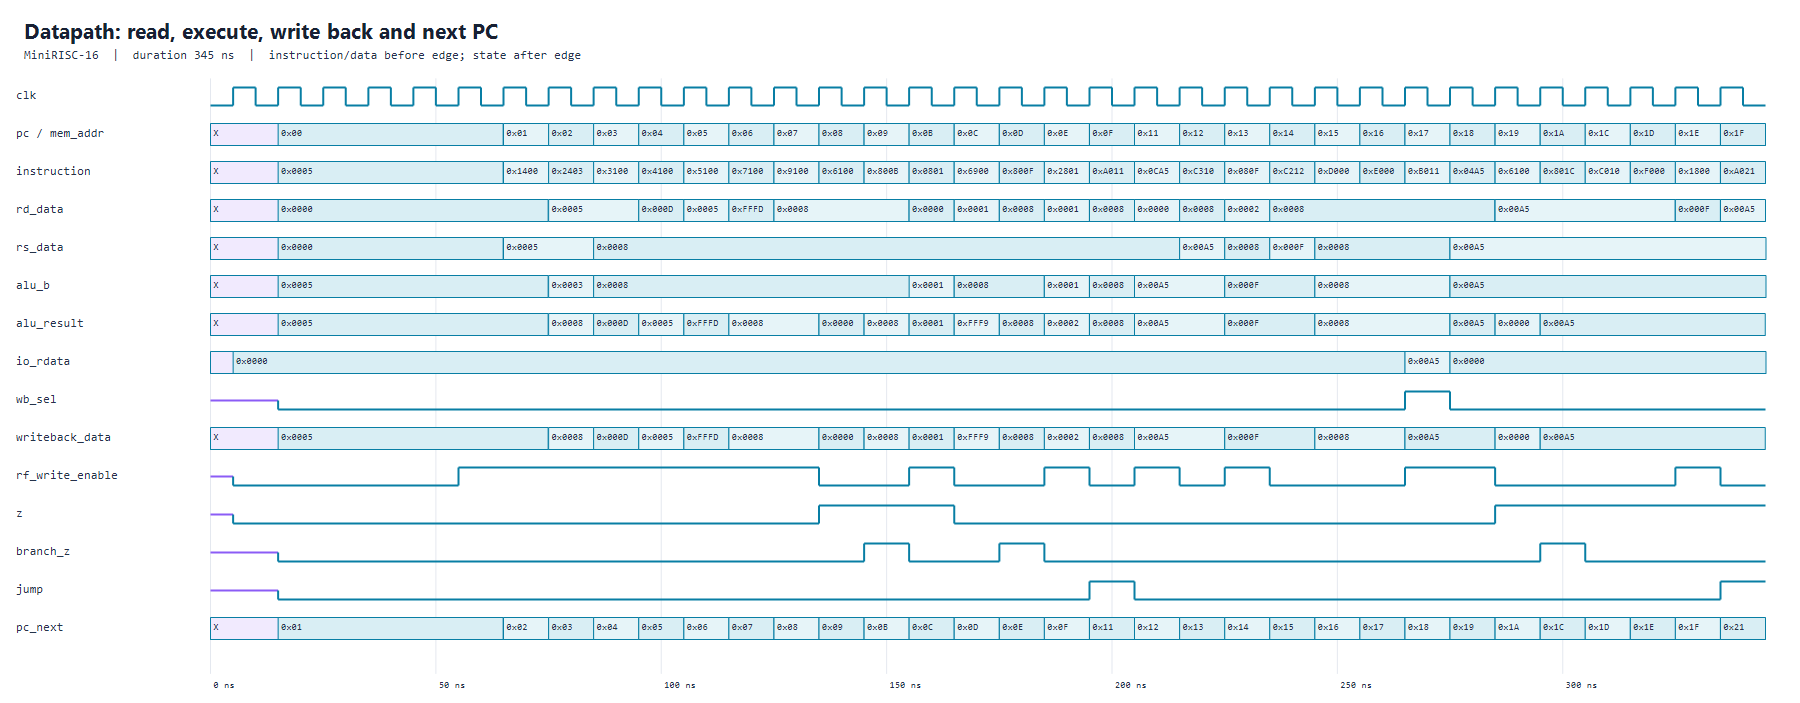 Datapath: read, execute, write back and next PC
MiniRISC-16 | duration 345 ns | instruction/data before edge; state after edge
clk
pc / mem_addr X 0x00 0x01 0x02 0x03 0x04 0x05 0x06 0x07 0x08 0x09 0x0B 0x0C 0x0D 0x0E 0x0F 0x11 0x12 0x13 0x14 0x15 0x16 0x17 0x18 0x19 0x1A 0x1C 0x1D 0x1E 0x1F
instruction X 0x0005 0x1400 0x2403 0x3100 0x4100 0x5100 0x7100 0x9100 0x6100 0x800B 0x0801 0x6900 0x800F 0x2801 0xA011 0x0CA5 0xC310 0x080F 0xC212 0xD000 0xE000 0xB011 0x04A5 0x6100 0x801C 0xC010 0xF000 0x1800 0xA021
rd_data X 0x0000 0x0005 0x000D 0x0005 0xFFFD 0x0008 0x0000 0x0001 0x0008 0x0001 0x0008 0x0000 0x0008 0x0002 0x0008 0x00A5 0x000F 0x00A5
rs_data X 0x0000 0x0005 0x0008 0x00A5 0x0008 0x000F 0x0008 0x00A5
alu_b X 0x0005 0x0003 0x0008 0x0001 0x0008 0x0001 0x0008 0x00A5 0x000F 0x0008 0x00A5
alu_result X 0x0005 0x0008 0x000D 0x0005 0xFFFD 0x0008 0x0000 0x0008 0x0001 0xFFF9 0x0008 0x0002 0x0008 0x00A5 0x000F 0x0008 0x00A5 0x0000 0x00A5
io_rdata 0x0000 0x00A5 0x0000
wb_sel
writeback_data X 0x0005 0x0008 0x000D 0x0005 0xFFFD 0x0008 0x0000 0x0008 0x0001 0xFFF9 0x0008 0x0002 0x0008 0x00A5 0x000F 0x0008 0x00A5 0x0000 0x00A5
rf_write_enable
z
branch_z
jump
pc_next X 0x01 0x02 0x03 0x04 0x05 0x06 0x07 0x08 0x09 0x0B 0x0C 0x0D 0x0E 0x0F 0x11 0x12 0x13 0x14 0x15 0x16 0x17 0x18 0x19 0x1A 0x1C 0x1D 0x1E 0x1F 0x21
0 ns 50 ns 100 ns 150 ns 200 ns 250 ns 300 ns